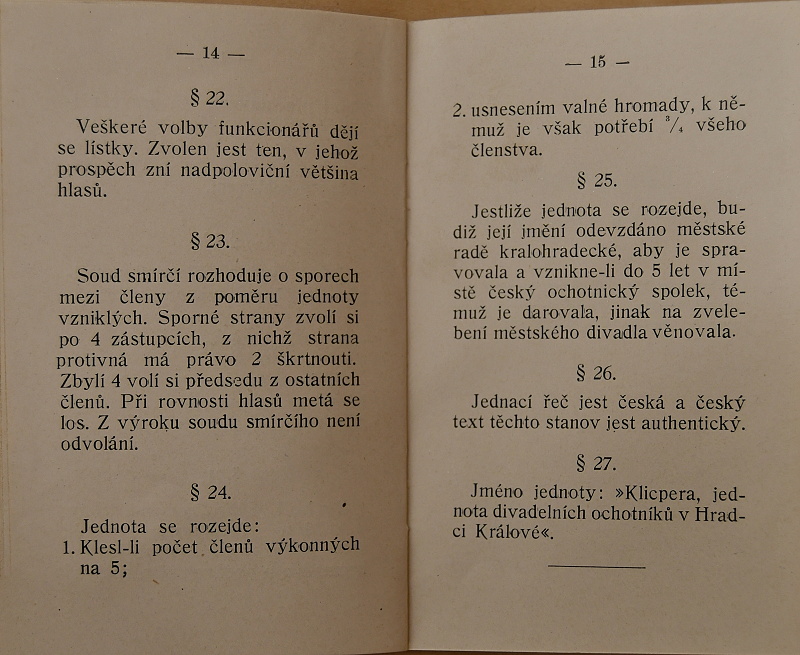 — 14 —
§ 22.
Veškeré volby funkcionářů dějí
se lístky. Zvolen jest ten, v jehož
prospěch zní nadpoloviční většina
hlasů.
§ 23.
Soud smírčí rozhoduje o sporech
mezi členy z poměru jednoty
vzniklých. Sporné strany zvolí si
po 4 zástupcích, z nichž strana
protivná má právo 2 škrtnouti.
Zbylí 4 volí si předsedu z ostatních
členů. Při rovnosti hlasů metá se
los. Z výroku soudu smírčího není
odvolání.
§ 24.
Jednota se rozejde:
1. Klesl-li počet členů výkonných
na 5;
— 15 —
2. usnesením valné hromady, k ně-
muž je však potřebí ³/₄ všeho
členstva.
§ 25.
Jestliže jednota se rozejde, bu-
diž její jmění odevzdáno městské
radě kralohradecké, aby je spra-
vovala a vznikne-li do 5 let v mí-
stě český ochotnický spolek, té-
muž je darovala, jinak na zvele-
bení městského divadla věnovala.
§ 26.
Jednací řeč jest česká a český
text těchto stanov jest authentický.
§ 27.
Jméno jednoty: »Klicpera, jed-
nota divadelních ochotníků v Hrad-
ci Králové«.